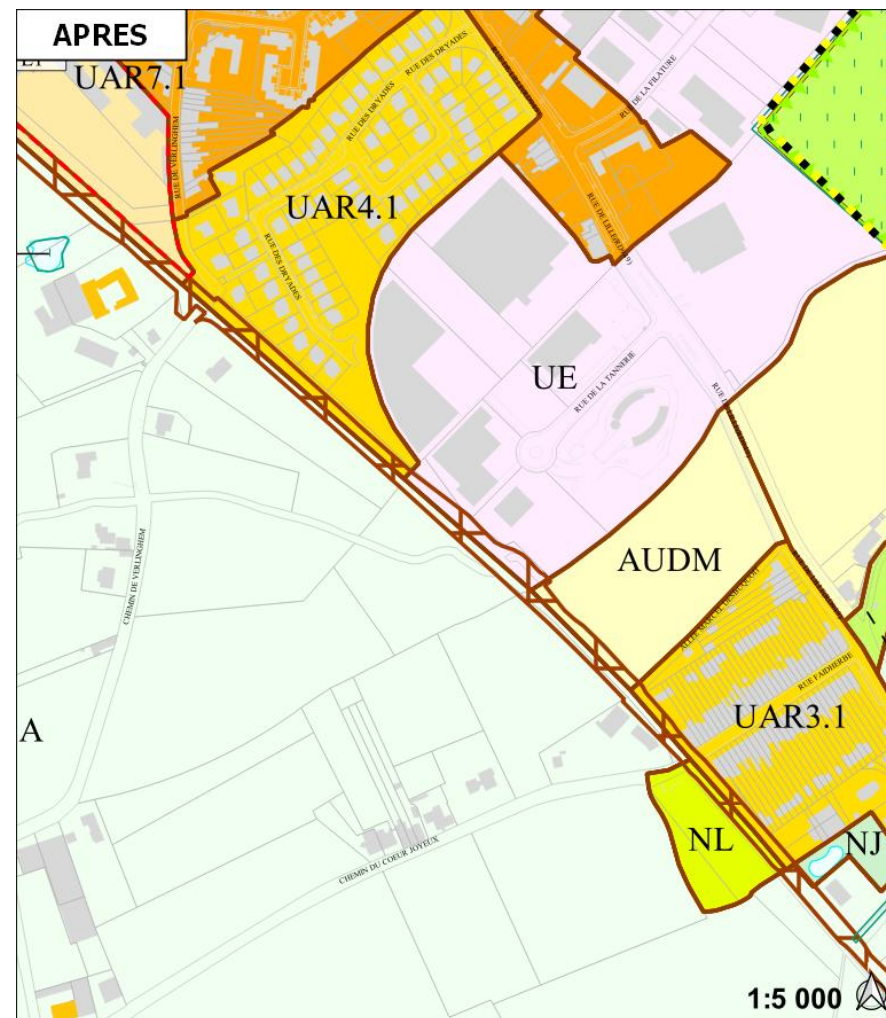 APRES
UAR7.1
RUE DE VERLINGHEM
RUE DES DRYADES
RUE DES DRYADES
UAR4.1
RUE DES DRYADES
RUE DE LA FILATURE
UE
RUE DE LA TANNERIE
AUDM
ALLEE MARCEL
RUE FAIDHERBE
UAR3.1
CHEMIN DE VERLINGHEM
A
CHEMIN DU COEUR JOYEUX
NL
NJ
1:5 000